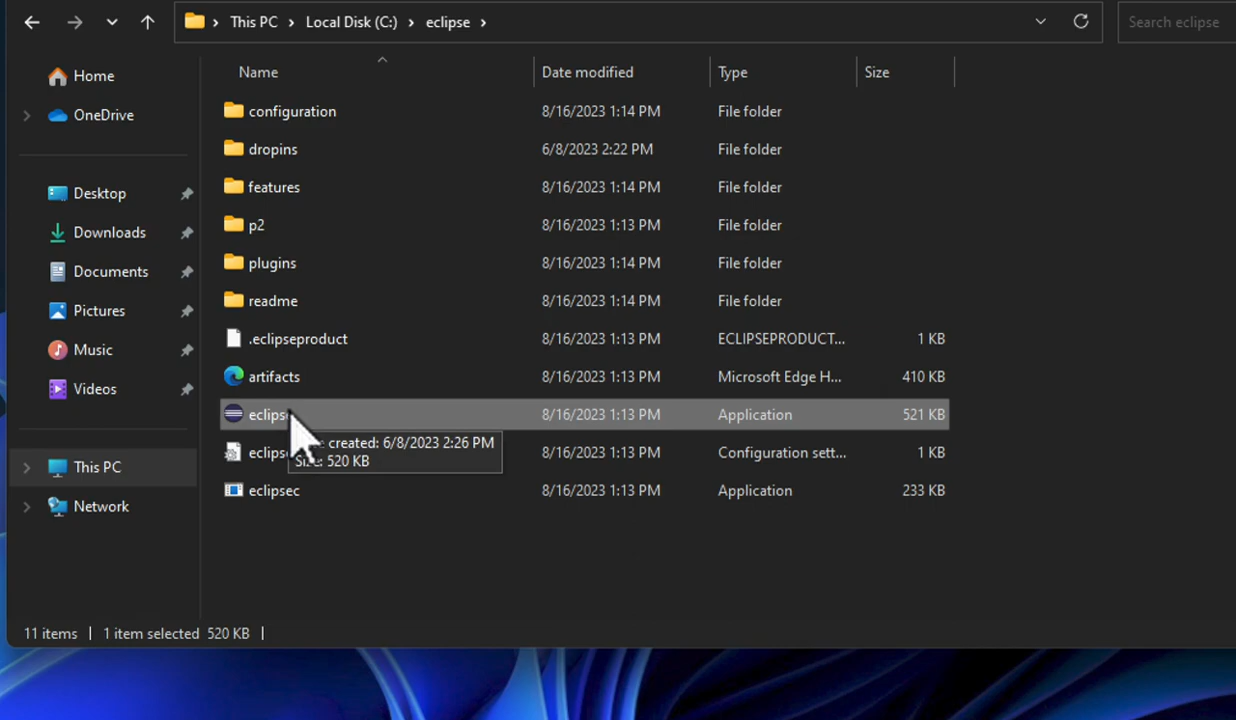 This PC > Local Disk (C:) > eclipse >
Search eclipse
Name Date modified Type Size
Home
OneDrive
Desktop
Downloads
Documents
Pictures
Music
Videos
This PC
Network
configuration 8/16/2023 1:14 PM File folder
dropins 6/8/2023 2:22 PM File folder
features 8/16/2023 1:14 PM File folder
p2 8/16/2023 1:13 PM File folder
plugins 8/16/2023 1:14 PM File folder
readme 8/16/2023 1:14 PM File folder
.eclipseproduct 8/16/2023 1:13 PM ECLIPSEPRODUCT... 1 KB
artifacts 8/16/2023 1:13 PM Microsoft Edge H... 410 KB
eclipse 8/16/2023 1:13 PM Application 521 KB
8/16/2023 1:13 PM Configuration sett... 1 KB
eclipsec 8/16/2023 1:13 PM Application 233 KB
created: 6/8/2023 2:26 PM
Size: 520 KB
11 items | 1 item selected 520 KB |